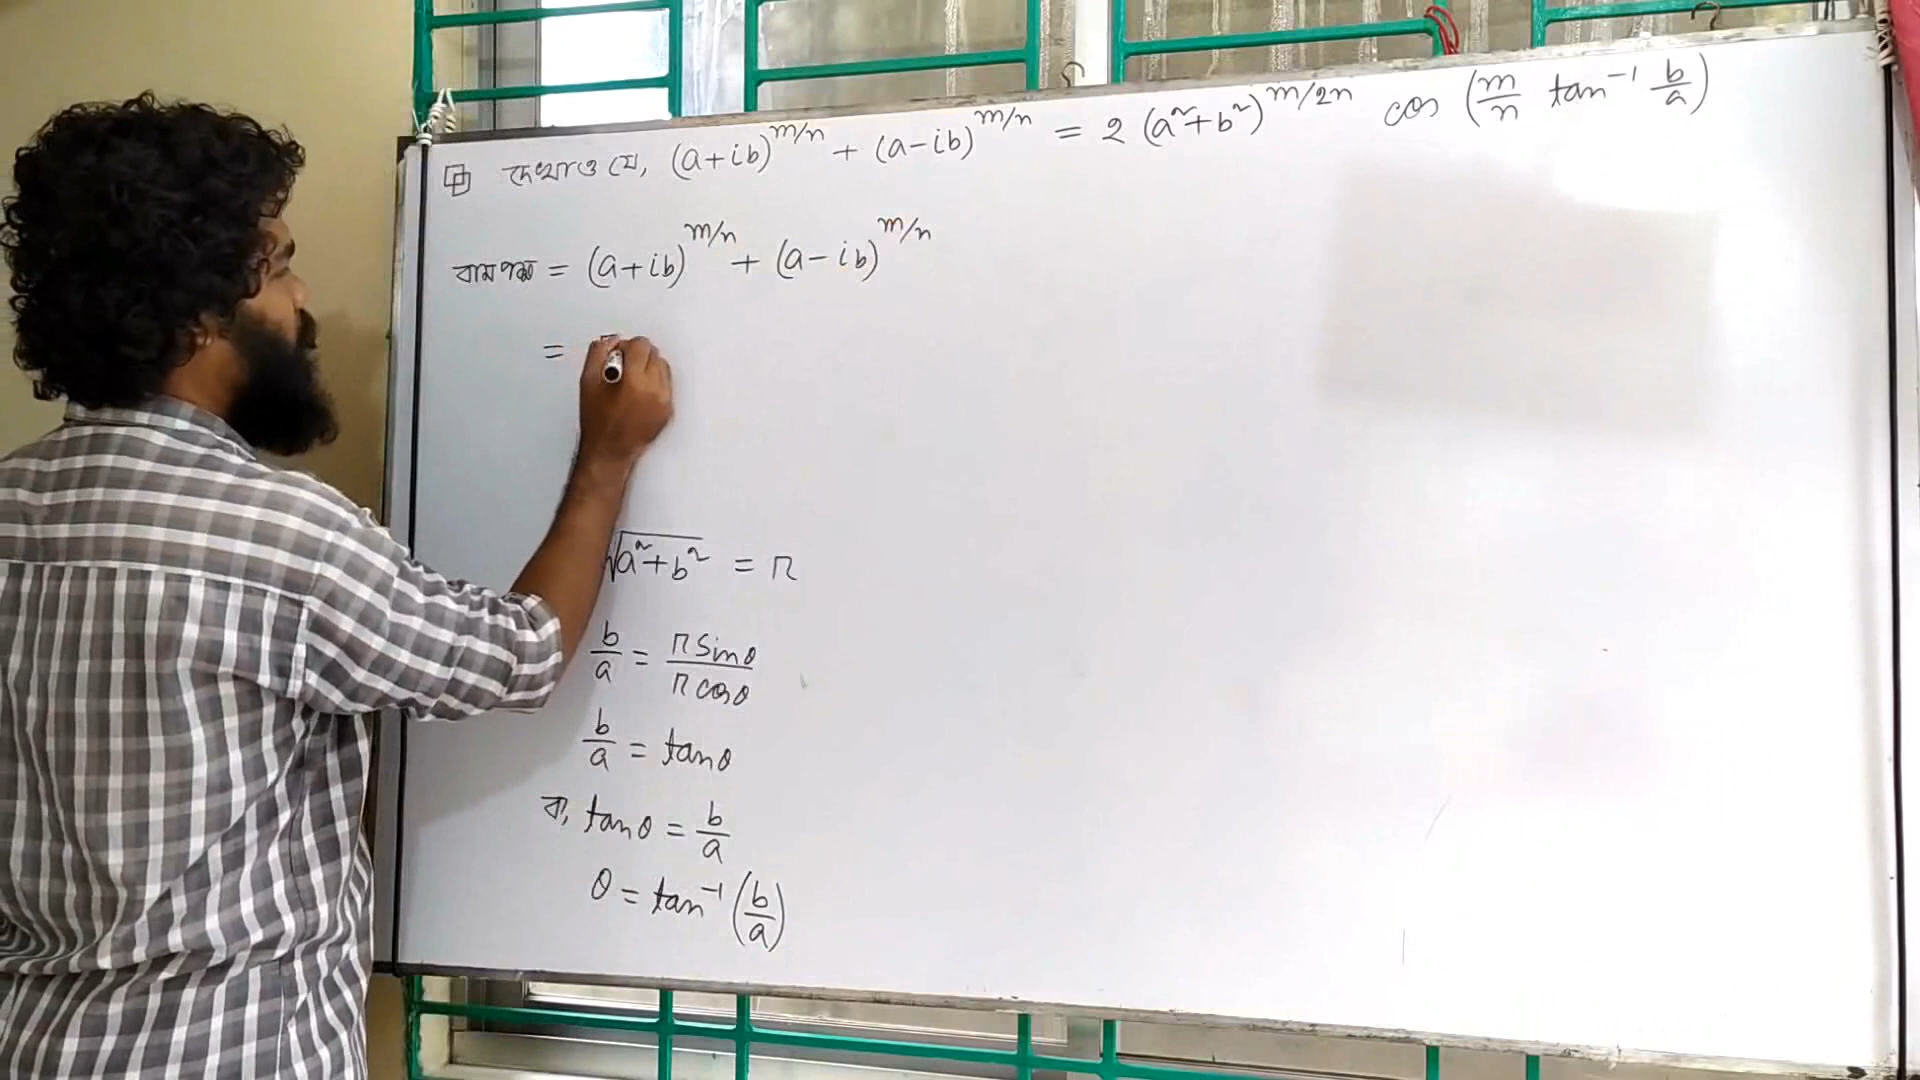 দেখাও যে, (a+ib)^{m/n} + (a-ib)^{m/n} = 2 (a²+b²)^{m/2n} cos (m/n tan⁻¹ b/a)
বামপক্ষ = (a+ib)^{m/n} + (a-ib)^{m/n}
=
√(a²+b²) = r
b/a = r sinθ / r cosθ
b/a = tanθ
বা, tanθ = b/a
θ = tan⁻¹ (b/a)